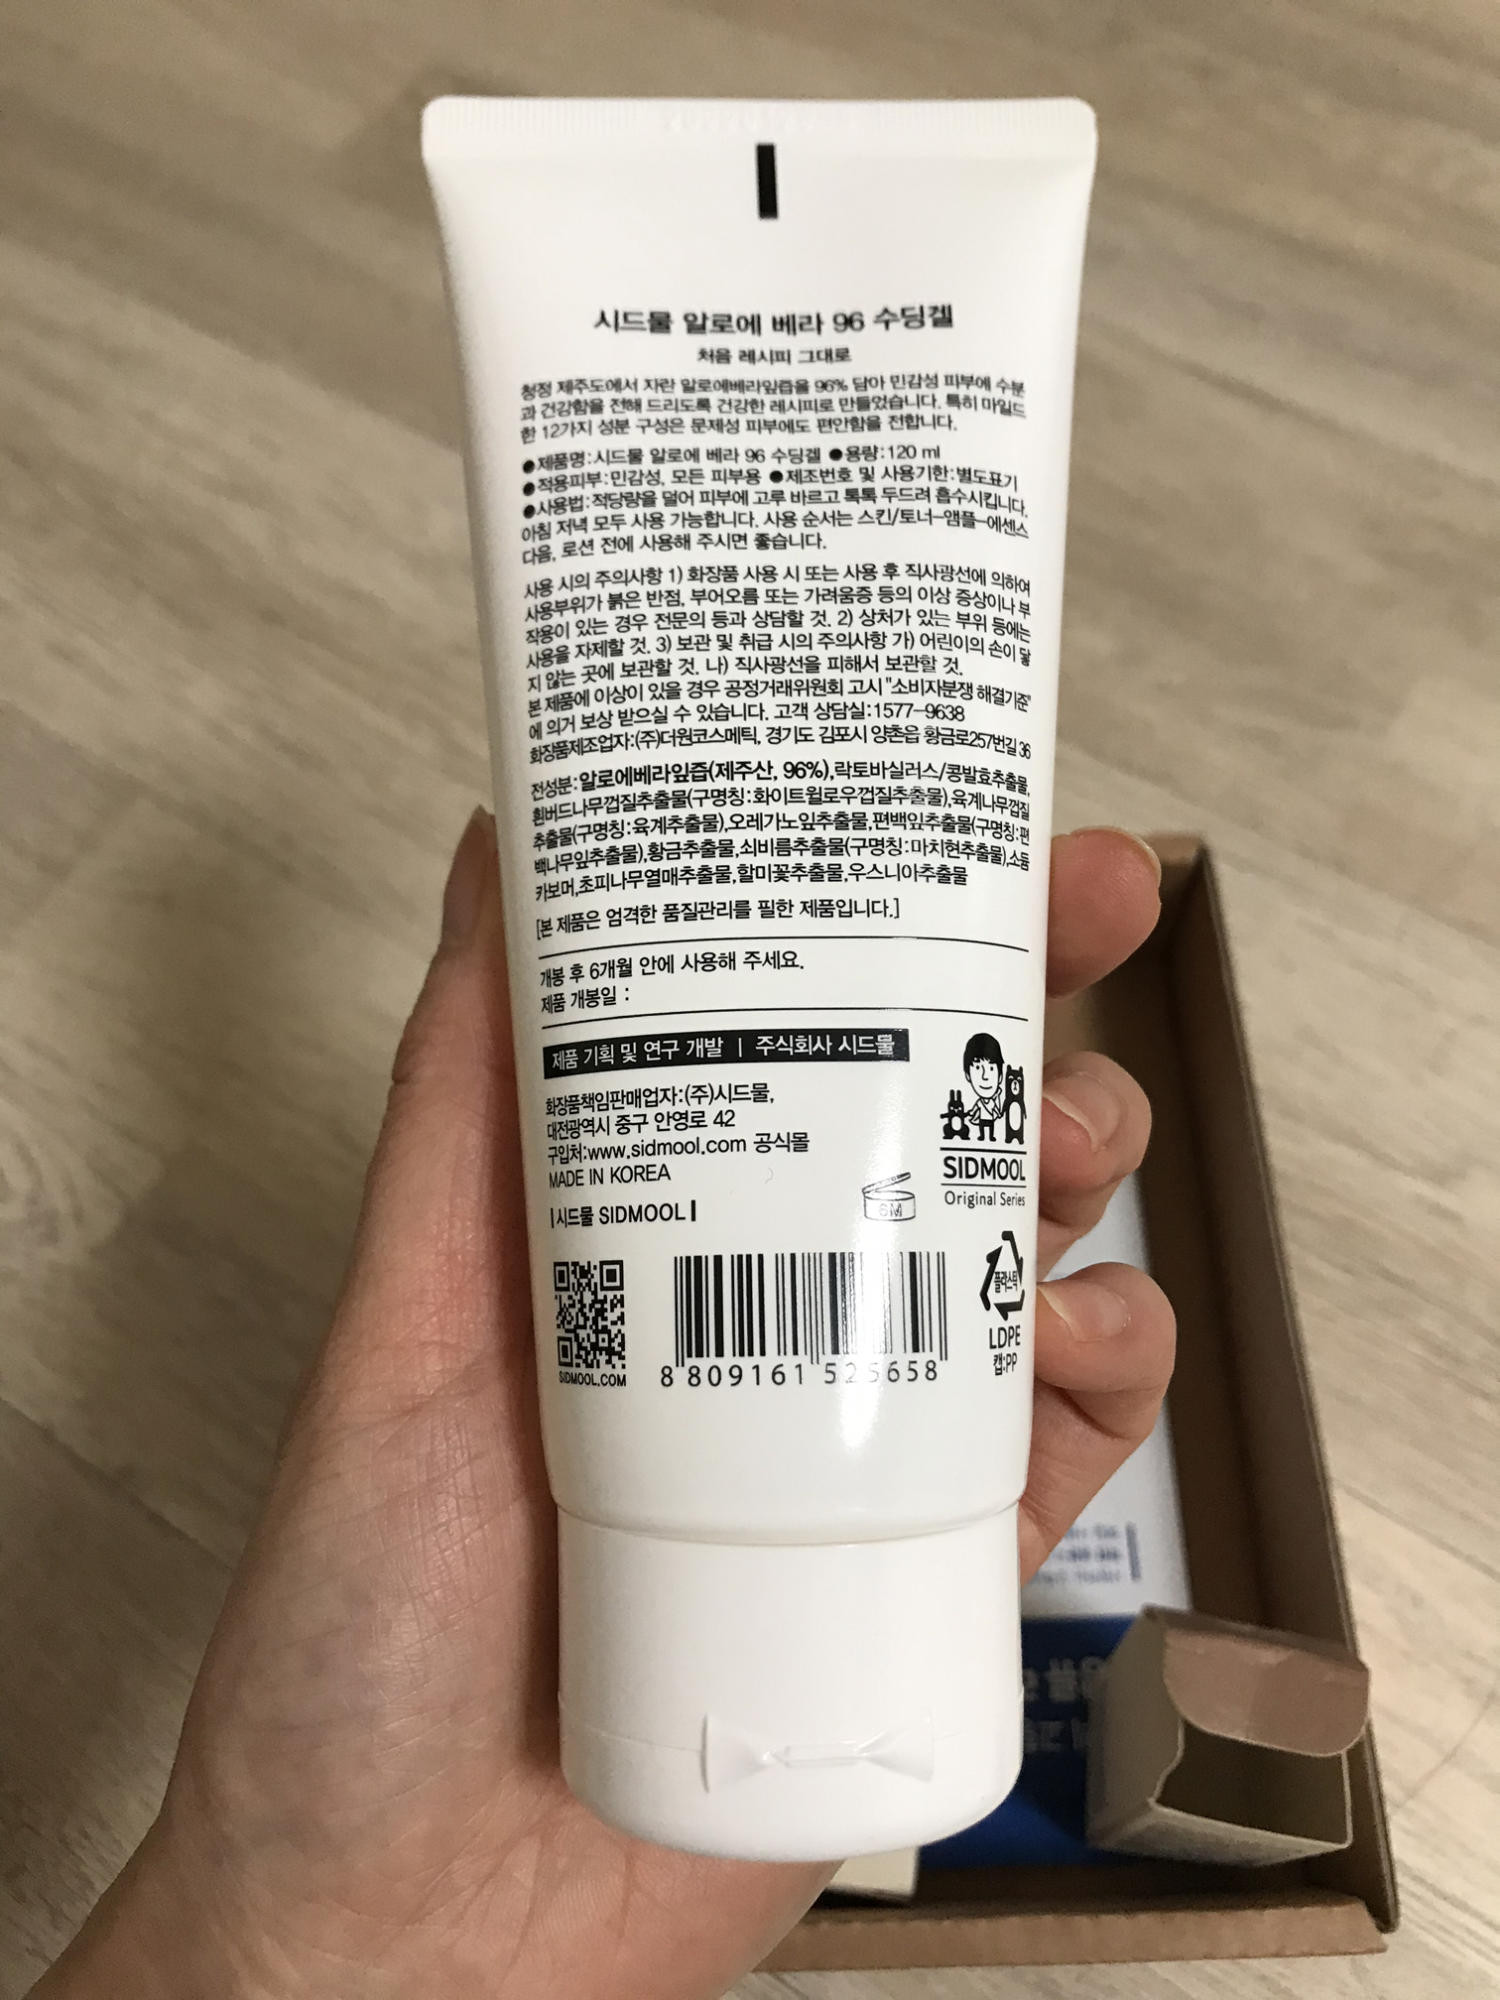 시드물 알로에 베라 96 수딩겔
처음 레시피 그대로
청정 제주도에서 자란 알로에베라잎즙을 96% 담아 민감성 피부에 수분
과 건강함을 전해 드리도록 건강한 레시피로 만들었습니다. 특히 마일드
한 12가지 성분 구성은 문제성 피부에도 편안함을 전합니다.
●제품명:시드물 알로에 베라 96 수딩겔 ●용량:120 ml
●적용피부:민감성, 모든 피부용 ●제조번호 및 사용기한:별도표기
●사용법:적당량을 덜어 피부에 고루 바르고 톡톡 두드려 흡수시킵니다.
아침 저녁 모두 사용 가능합니다. 사용 순서는 스킨/토너-앰플-에센스
다음, 로션 전에 사용해 주시면 좋습니다.
사용 시의 주의사항 1) 화장품 사용 시 또는 사용 후 직사광선에 의하여
사용부위가 붉은 반점, 부어오름 또는 가려움증 등의 이상 증상이나 부
작용이 있는 경우 전문의 등과 상담할 것. 2) 상처가 있는 부위 등에는
사용을 자제할 것. 3) 보관 및 취급 시의 주의사항 가) 어린이의 손이 닿
지 않는 곳에 보관할 것. 나) 직사광선을 피해서 보관할 것.
본 제품에 이상이 있을 경우 공정거래위원회 고시 "소비자분쟁 해결기준"
에 의거 보상 받으실 수 있습니다. 고객 상담실:1577-9638
화장품제조업자:(주)더원코스메틱, 경기도 김포시 양촌읍 황금로257번길 36
전성분:알로에베라잎즙(제주산, 96%),락토바실러스/콩발효추출물,
흰버드나무껍질추출물(구명칭:화이트윌로우껍질추출물),육계나무껍질
추출물(구명칭:육계추출물),오레가노잎추출물,편백잎추출물(구명칭:편
백나무잎추출물),황금추출물,쇠비름추출물(구명칭:마치현추출물),소듐
카보머,초피나무열매추출물,할미꽃추출물,우스니아추출물
[본 제품은 엄격한 품질관리를 필한 제품입니다.]
개봉 후 6개월 안에 사용해 주세요.
제품 개봉일 :
제품 기획 및 연구 개발 | 주식회사 시드물
화장품책임판매업자:(주)시드물,
대전광역시 중구 안영로 42
구입처:www.sidmool.com 공식몰
MADE IN KOREA
시드물 SIDMOOL
SIDMOOL
Original Series
6M
플라스틱
LDPE
캡:PP
SIDMOOL.COM
8 809161 525658